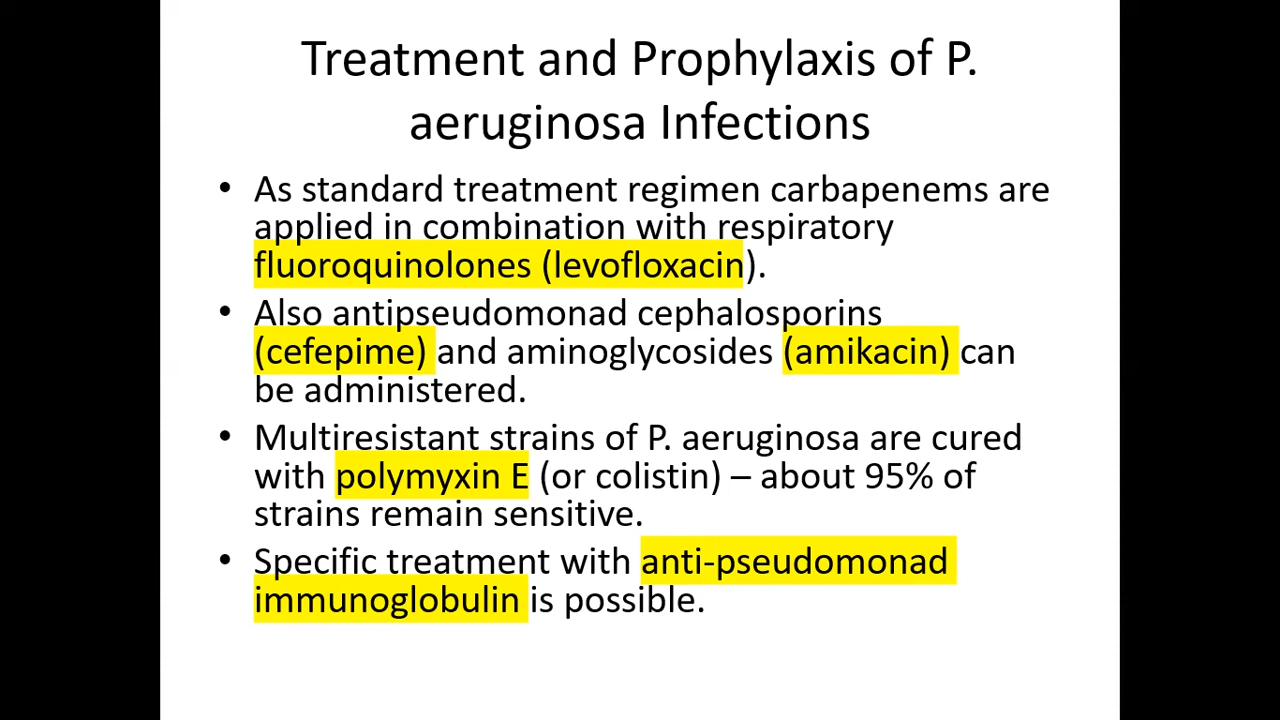 Treatment and Prophylaxis of P.
aeruginosa Infections
• As standard treatment regimen carbapenems are
applied in combination with respiratory
fluoroquinolones (levofloxacin).
• Also antipseudomonad cephalosporins
(cefepime) and aminoglycosides (amikacin) can
be administered.
• Multiresistant strains of P. aeruginosa are cured
with polymyxin E (or colistin) – about 95% of
strains remain sensitive.
• Specific treatment with anti-pseudomonad
immunoglobulin is possible.